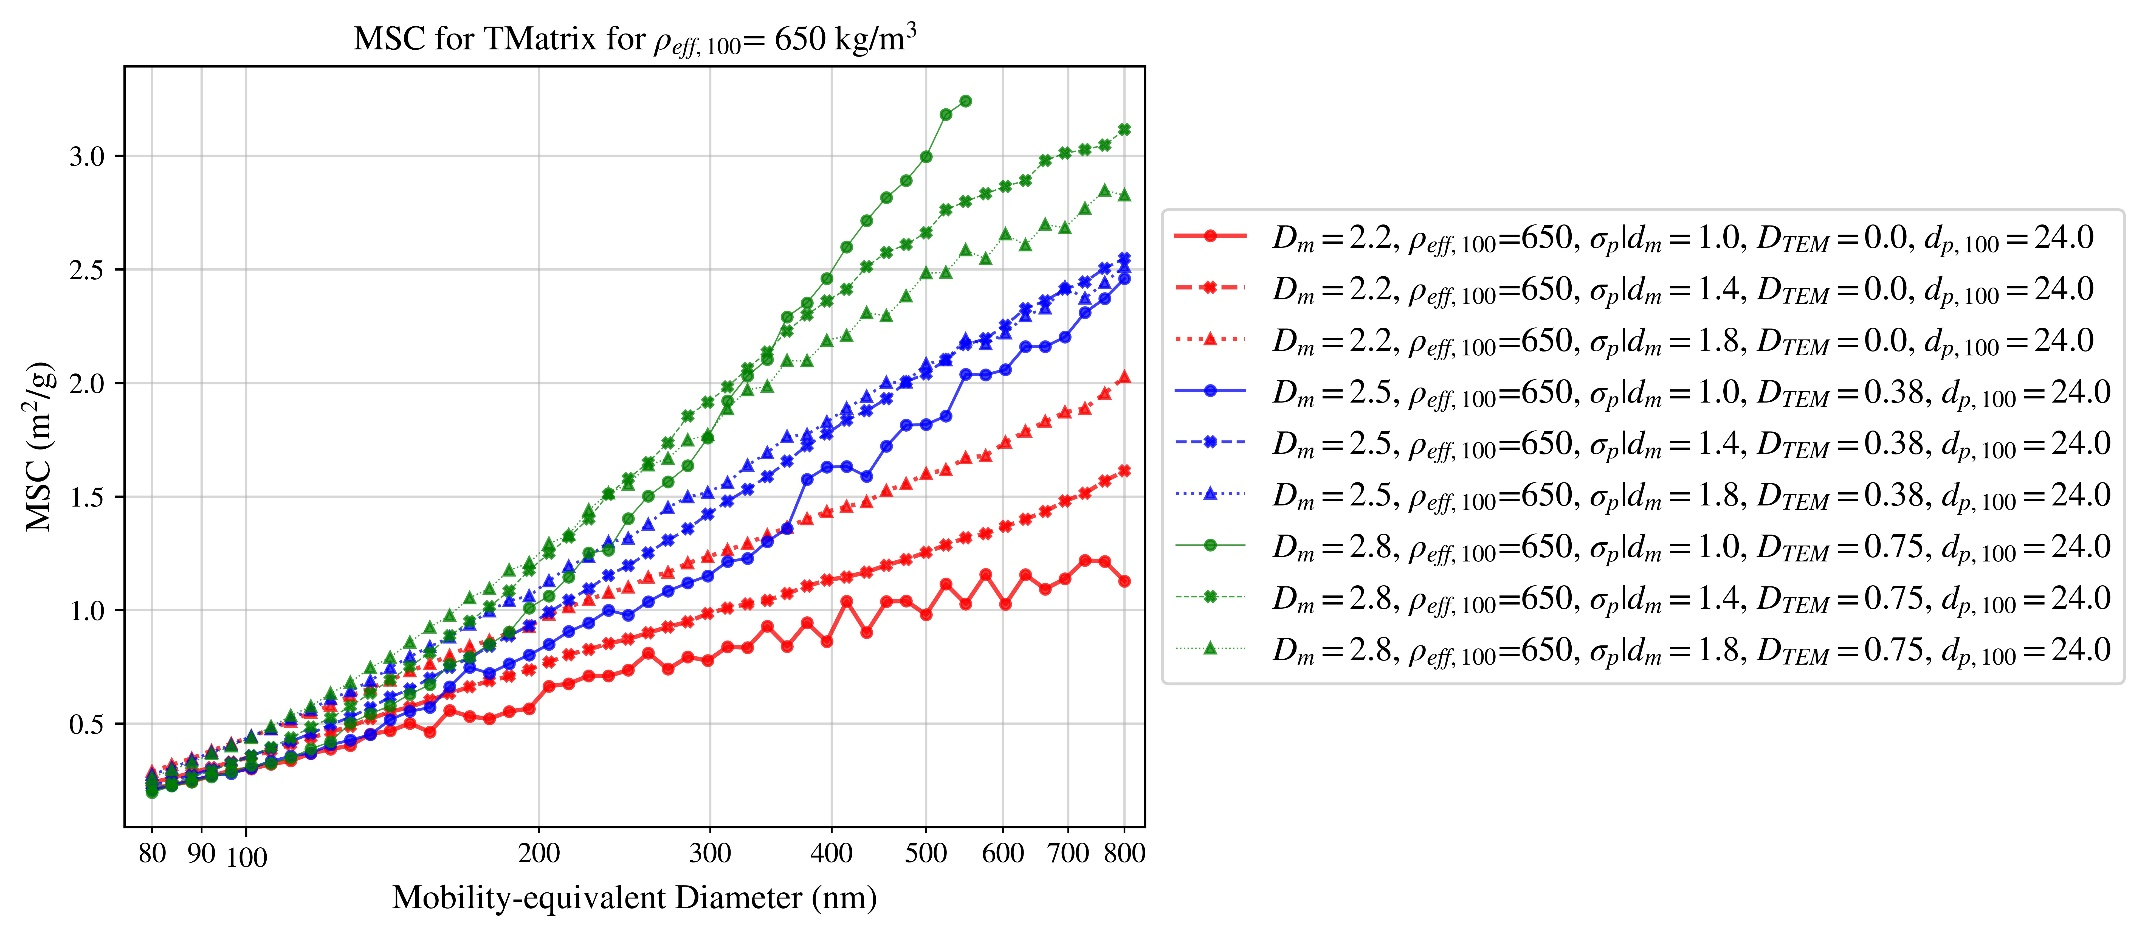 MSC for TMatrix for ρeff, 100= 650 kg/m³
MSC (m²/g)
3.0
2.5
2.0
1.5
1.0
0.5
80 90 100 200 300 400 500 600 700 800
Mobility-equivalent Diameter (nm)
Dm = 2.2, ρeff, 100=650, σp|dm = 1.0, DTEM = 0.0, dp, 100 = 24.0
Dm = 2.2, ρeff, 100=650, σp|dm = 1.4, DTEM = 0.0, dp, 100 = 24.0
Dm = 2.2, ρeff, 100=650, σp|dm = 1.8, DTEM = 0.0, dp, 100 = 24.0
Dm = 2.5, ρeff, 100=650, σp|dm = 1.0, DTEM = 0.38, dp, 100 = 24.0
Dm = 2.5, ρeff, 100=650, σp|dm = 1.4, DTEM = 0.38, dp, 100 = 24.0
Dm = 2.5, ρeff, 100=650, σp|dm = 1.8, DTEM = 0.38, dp, 100 = 24.0
Dm = 2.8, ρeff, 100=650, σp|dm = 1.0, DTEM = 0.75, dp, 100 = 24.0
Dm = 2.8, ρeff, 100=650, σp|dm = 1.4, DTEM = 0.75, dp, 100 = 24.0
Dm = 2.8, ρeff, 100=650, σp|dm = 1.8, DTEM = 0.75, dp, 100 = 24.0